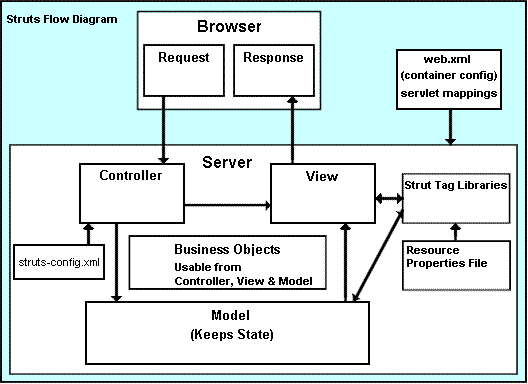 Struts Flow Diagram
Browser
Request
Response
web.xml
(container config)
servlet mappings
Server
Controller
View
Strut Tag Libraries
struts-config.xml
Business Objects
Usable from
Controller, View & Model
Resource
Properties File
Model
(Keeps State)